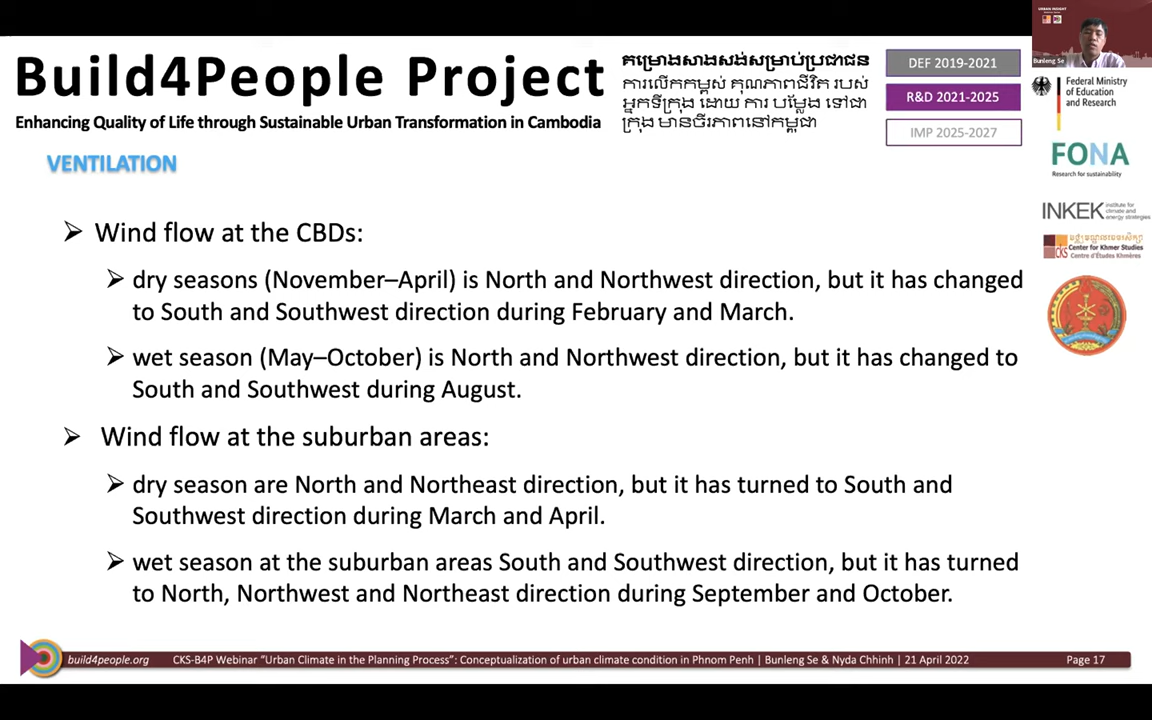 Build4People Project
Enhancing Quality of Life through Sustainable Urban Transformation in Cambodia
គម្រោងសាងសង់សម្រាប់ប្រជាជន
ការលើកកម្ពស់ គុណភាពជីវិត របស់
អ្នកទីក្រុង ដោយ ការ បម្លែង ទៅជា
ក្រុង មានចីរភាពនៅកម្ពុជា
DEF 2019-2021
R&D 2021-2025
IMP 2025-2027
URBAN INSIGHT
Bunleng Se
Federal Ministry
of Education
and Research
FONA
Research for sustainability
INKEK institute for
climate and
energy strategies
CKS
Center for Khmer Studies
Centre d'Études Khmères
VENTILATION
➢ Wind flow at the CBDs:
➢ dry seasons (November–April) is North and Northwest direction, but it has changed
to South and Southwest direction during February and March.
➢ wet season (May–October) is North and Northwest direction, but it has changed to
South and Southwest during August.
➢ Wind flow at the suburban areas:
➢ dry season are North and Northeast direction, but it has turned to South and
Southwest direction during March and April.
➢ wet season at the suburban areas South and Southwest direction, but it has turned
to North, Northwest and Northeast direction during September and October.
build4people.org CKS-B4P Webinar "Urban Climate in the Planning Process": Conceptualization of urban climate condition in Phnom Penh | Bunleng Se & Nyda Chhinh | 21 April 2022 Page 17